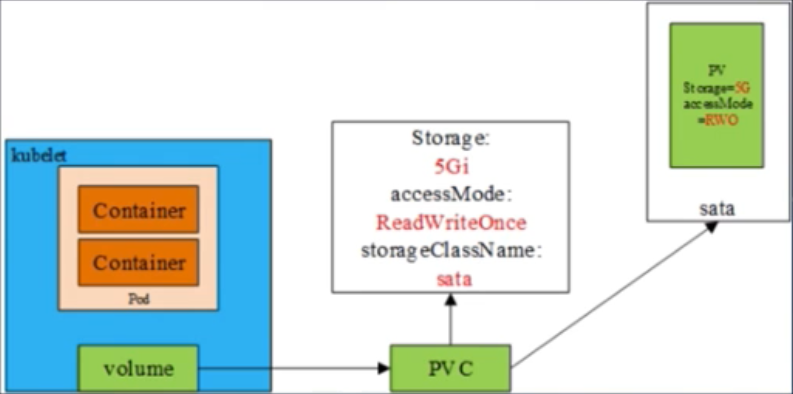 kubelet
Container
Container
Pod
volume
Storage:
5Gi
accessMode:
ReadWriteOnce
storageClassName:
sata
PVC
PV
Storage=5G
accessMode
=RWO
sata